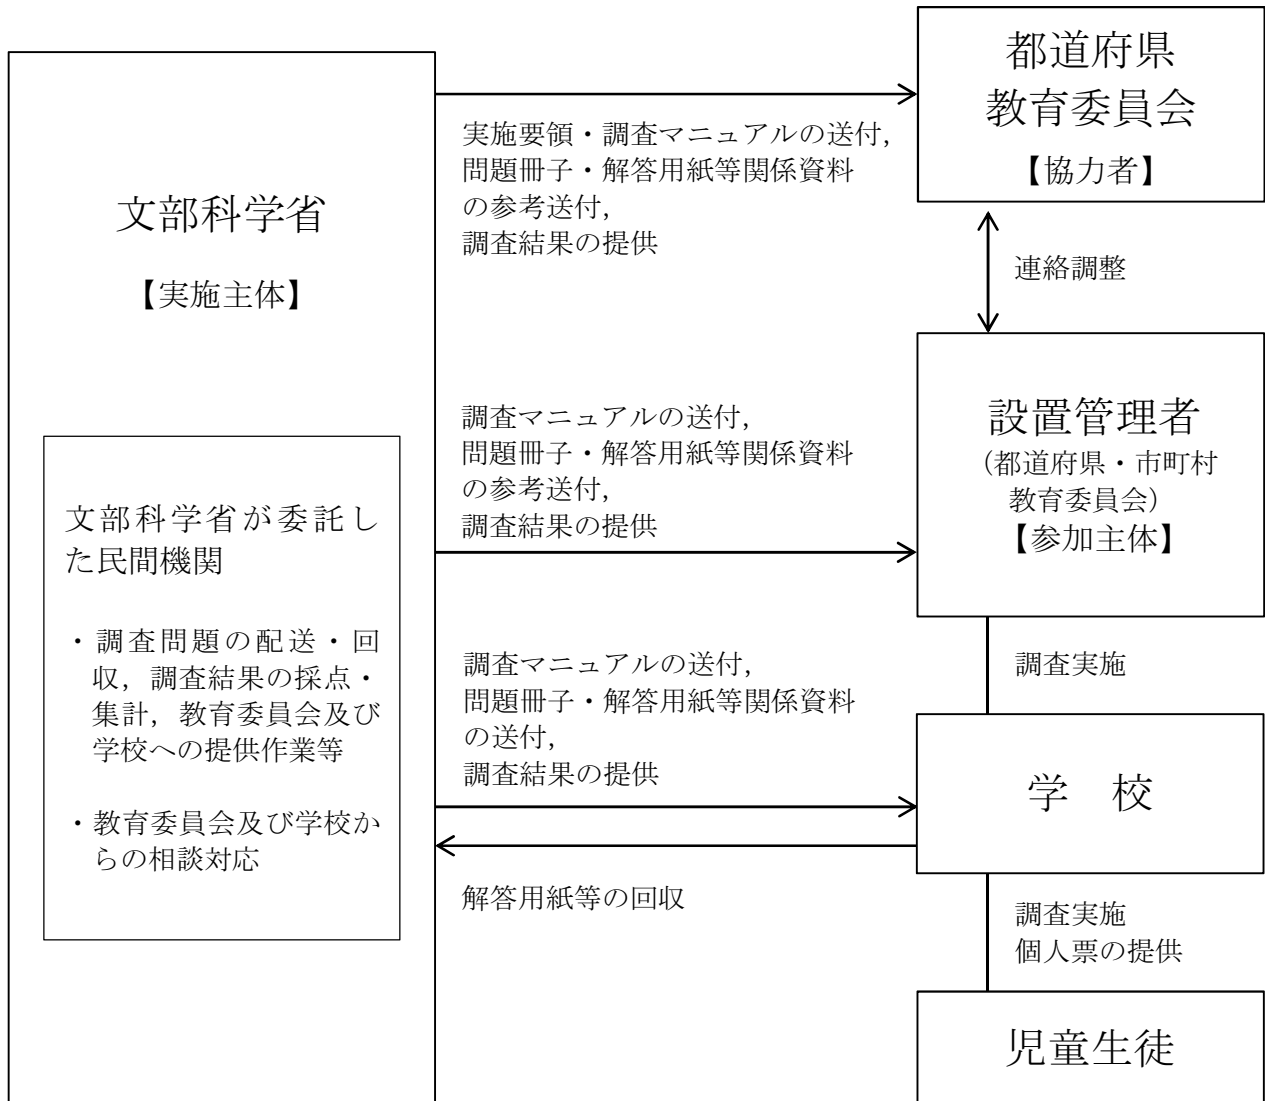 文部科学省
【実施主体】
文部科学省が委託し
た民間機関
・調査問題の配送・回
収，調査結果の採点・
集計，教育委員会及び
学校への提供作業等
・教育委員会及び学校か
らの相談対応
実施要領・調査マニュアルの送付，
問題冊子・解答用紙等関係資料
の参考送付，
調査結果の提供
都道府県
教育委員会
【協力者】
連絡調整
調査マニュアルの送付，
問題冊子・解答用紙等関係資料
の参考送付，
調査結果の提供
設置管理者
（都道府県・市町村
教育委員会）
【参加主体】
調査実施
調査マニュアルの送付，
問題冊子・解答用紙等関係資料
の送付，
調査結果の提供
学　校
解答用紙等の回収
調査実施
個人票の提供
児童生徒